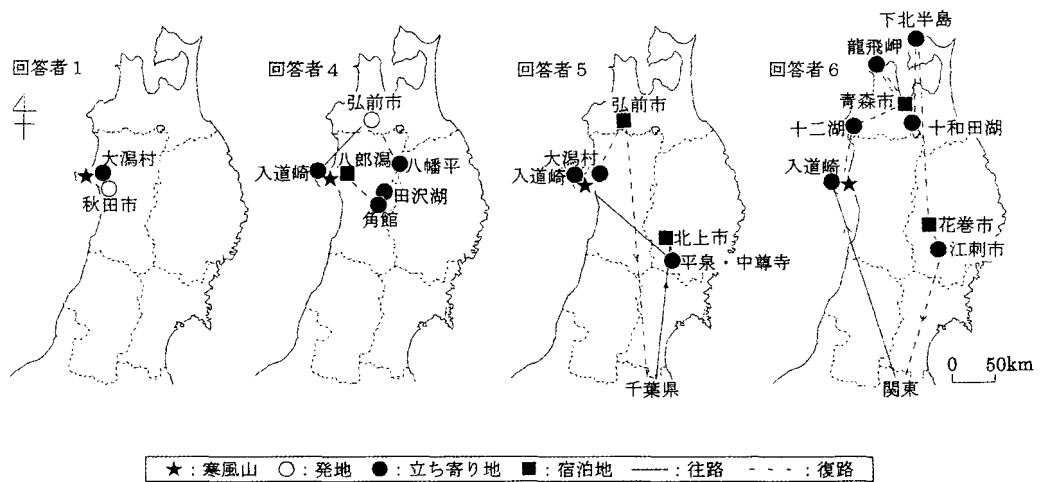 回答者1
大潟村
秋田市
回答者4
弘前市
入道崎
八郎潟
八幡平
田沢湖
角館
回答者5
弘前市
大潟村
入道崎
北上市
平泉・中尊寺
千葉県
回答者6
下北半島
龍飛岬
青森市
十二湖
十和田湖
入道崎
花巻市
江刺市
関東
0 50km
★:寒風山 ○:発地 ●:立ち寄り地 ■:宿泊地 ――:往路 - - -:復路